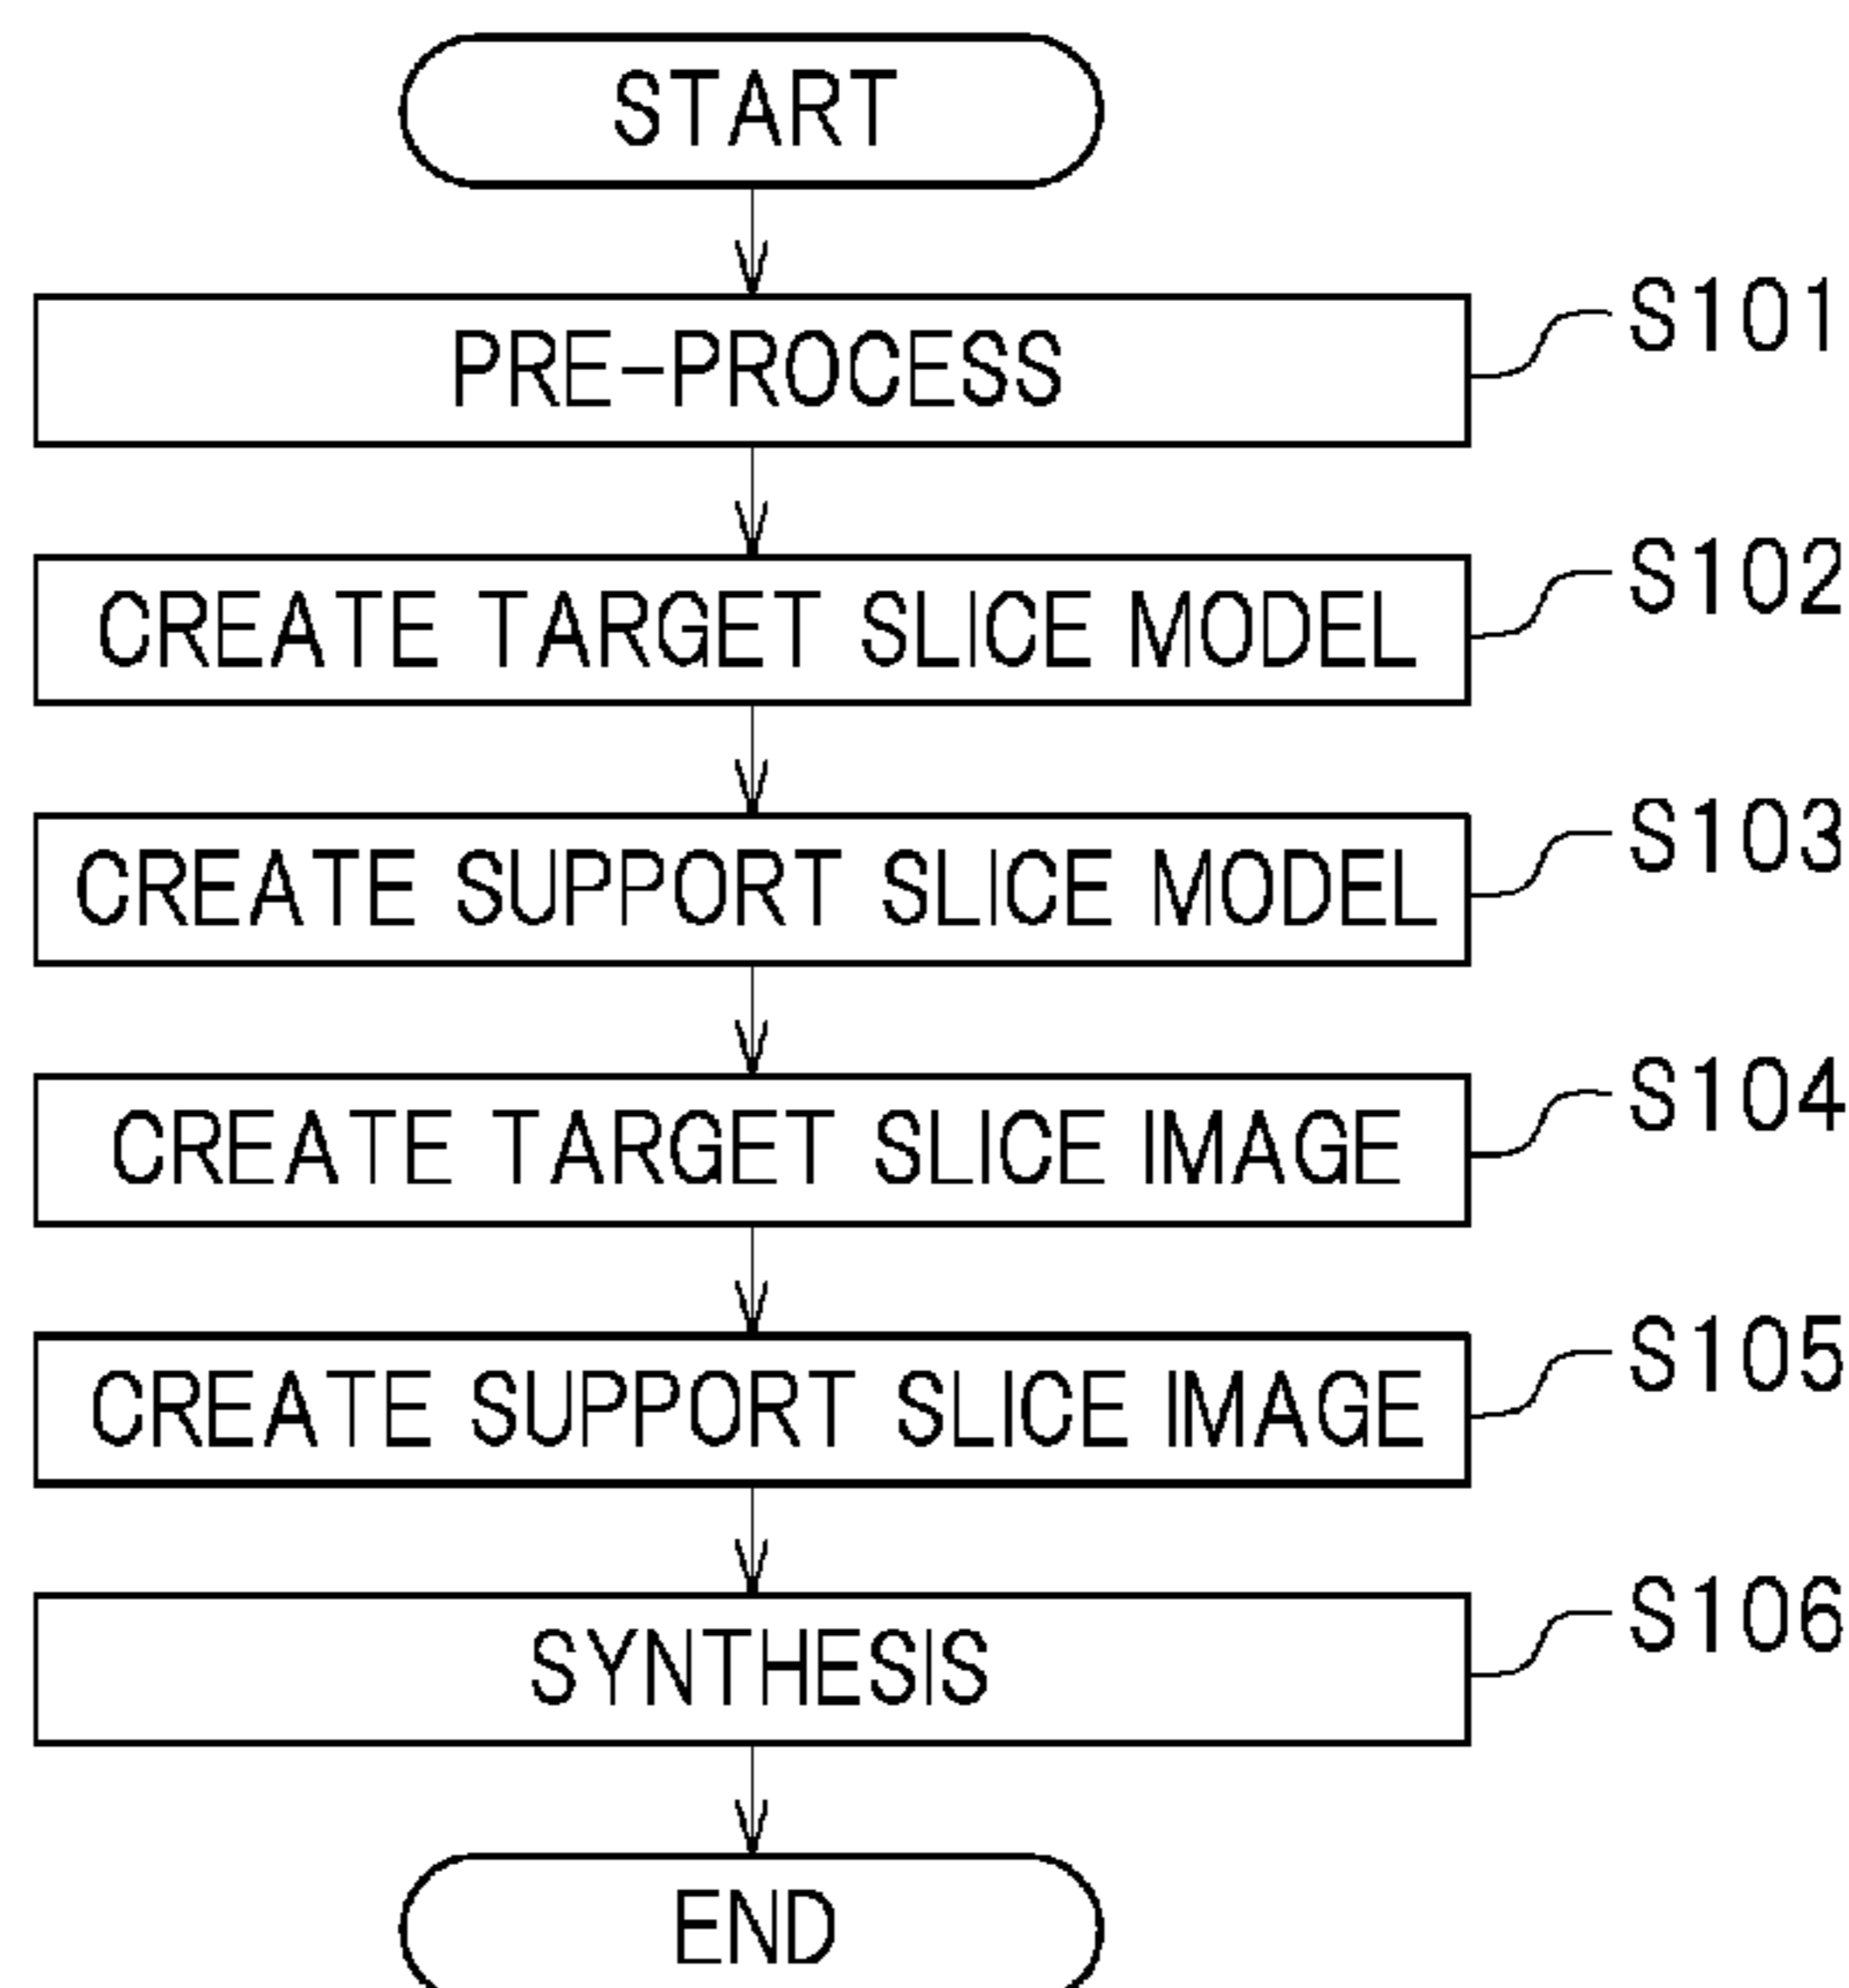 START
PRE-PROCESS
S101
CREATE TARGET SLICE MODEL
S102
CREATE SUPPORT SLICE MODEL
S103
CREATE TARGET SLICE IMAGE
S104
CREATE SUPPORT SLICE IMAGE
S105
SYNTHESIS
S106
END